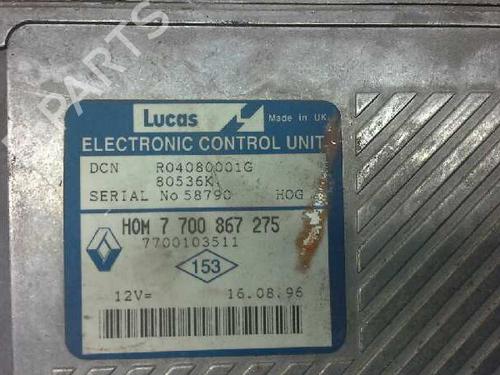 PARTS
Lucas
Made in UK
ELECTRONIC CONTROL UNIT
DCN R04080001G
80536K
SERIAL No 58790 HOG
HOM 7 700 867 275
7700103511
153
12V= 16.08.96